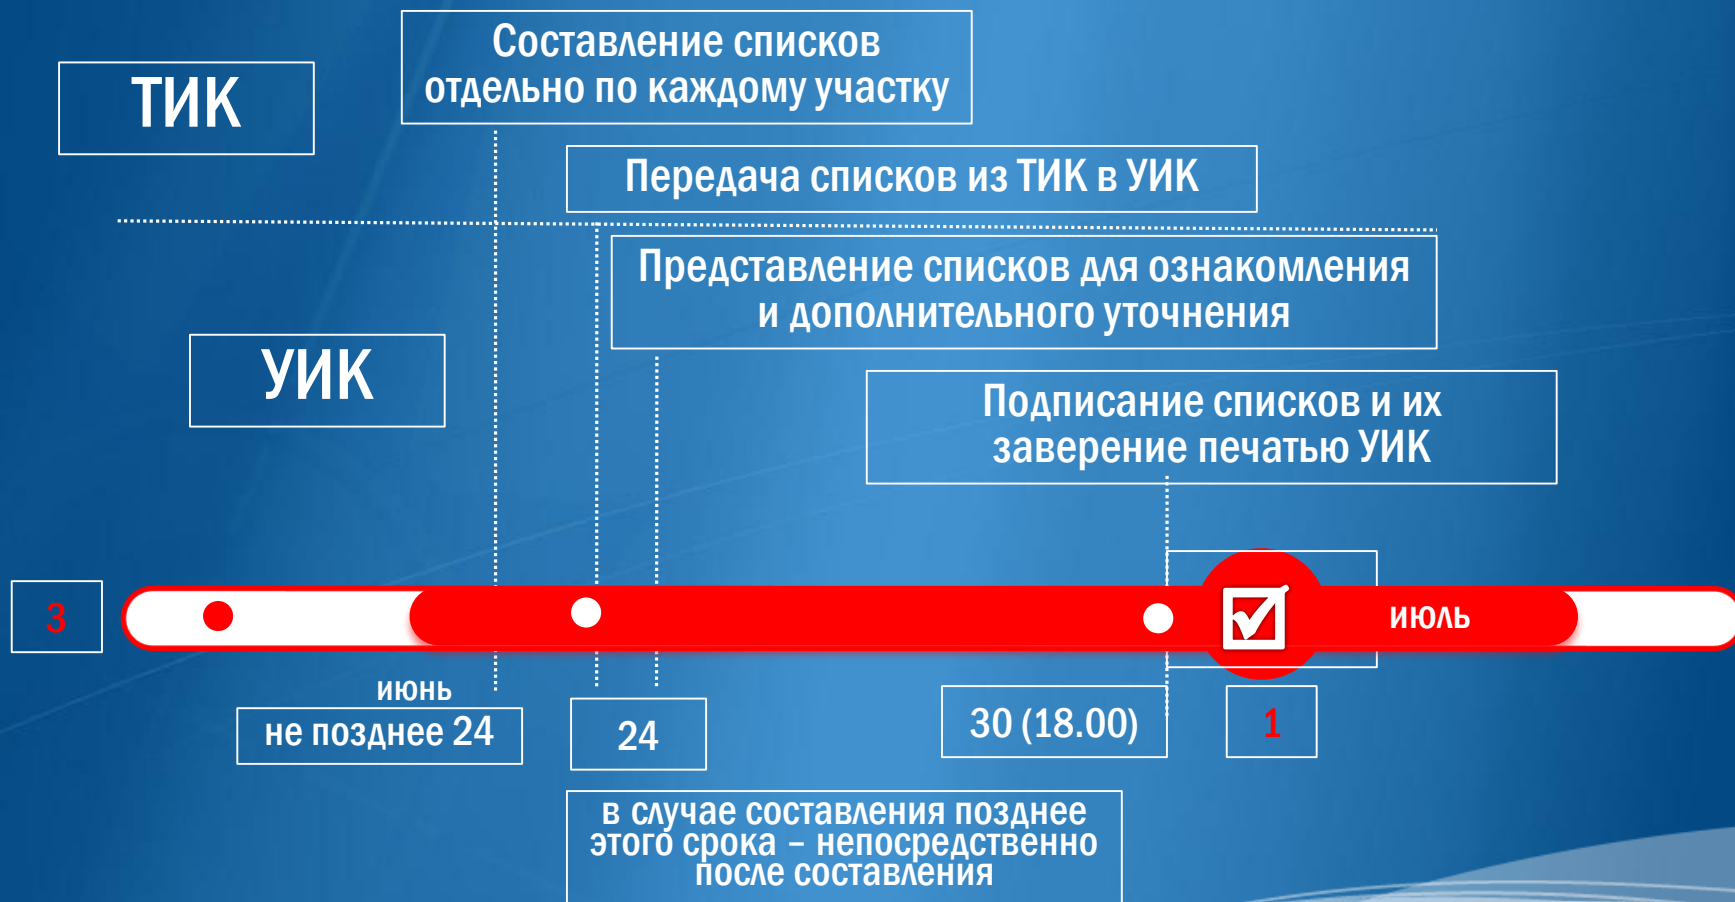 Составление списков
отдельно по каждому участку
ТИК
Передача списков из ТИК в УИК
Представление списков для ознакомления
и дополнительного уточнения
УИК
Подписание списков и их
заверение печатью УИК
3
июль
июнь
не позднее 24
24
30 (18.00)
1
в случае составления позднее
этого срока – непосредственно
после составления